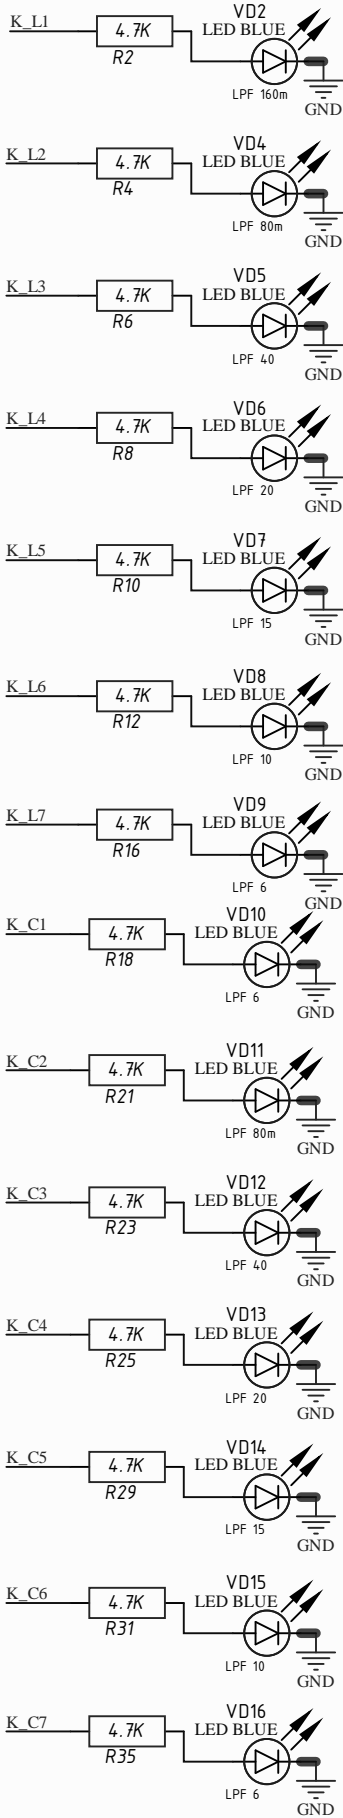 VD2
K_L1 4.7K LED BLUE
R2
LPF 160m
GND
VD4
K_L2 4.7K LED BLUE
R4
LPF 80m
GND
VD5
K_L3 4.7K LED BLUE
R6
LPF 40
GND
VD6
K_L4 4.7K LED BLUE
R8
LPF 20
GND
VD7
K_L5 4.7K LED BLUE
R10
LPF 15
GND
VD8
K_L6 4.7K LED BLUE
R12
LPF 10
GND
VD9
K_L7 4.7K LED BLUE
R16
LPF 6
GND
VD10
K_C1 4.7K LED BLUE
R18
LPF 6
GND
VD11
K_C2 4.7K LED BLUE
R21
LPF 80m
GND
VD12
K_C3 4.7K LED BLUE
R23
LPF 40
GND
VD13
K_C4 4.7K LED BLUE
R25
LPF 20
GND
VD14
K_C5 4.7K LED BLUE
R29
LPF 15
GND
VD15
K_C6 4.7K LED BLUE
R31
LPF 10
GND
VD16
K_C7 4.7K LED BLUE
R35
LPF 6
GND